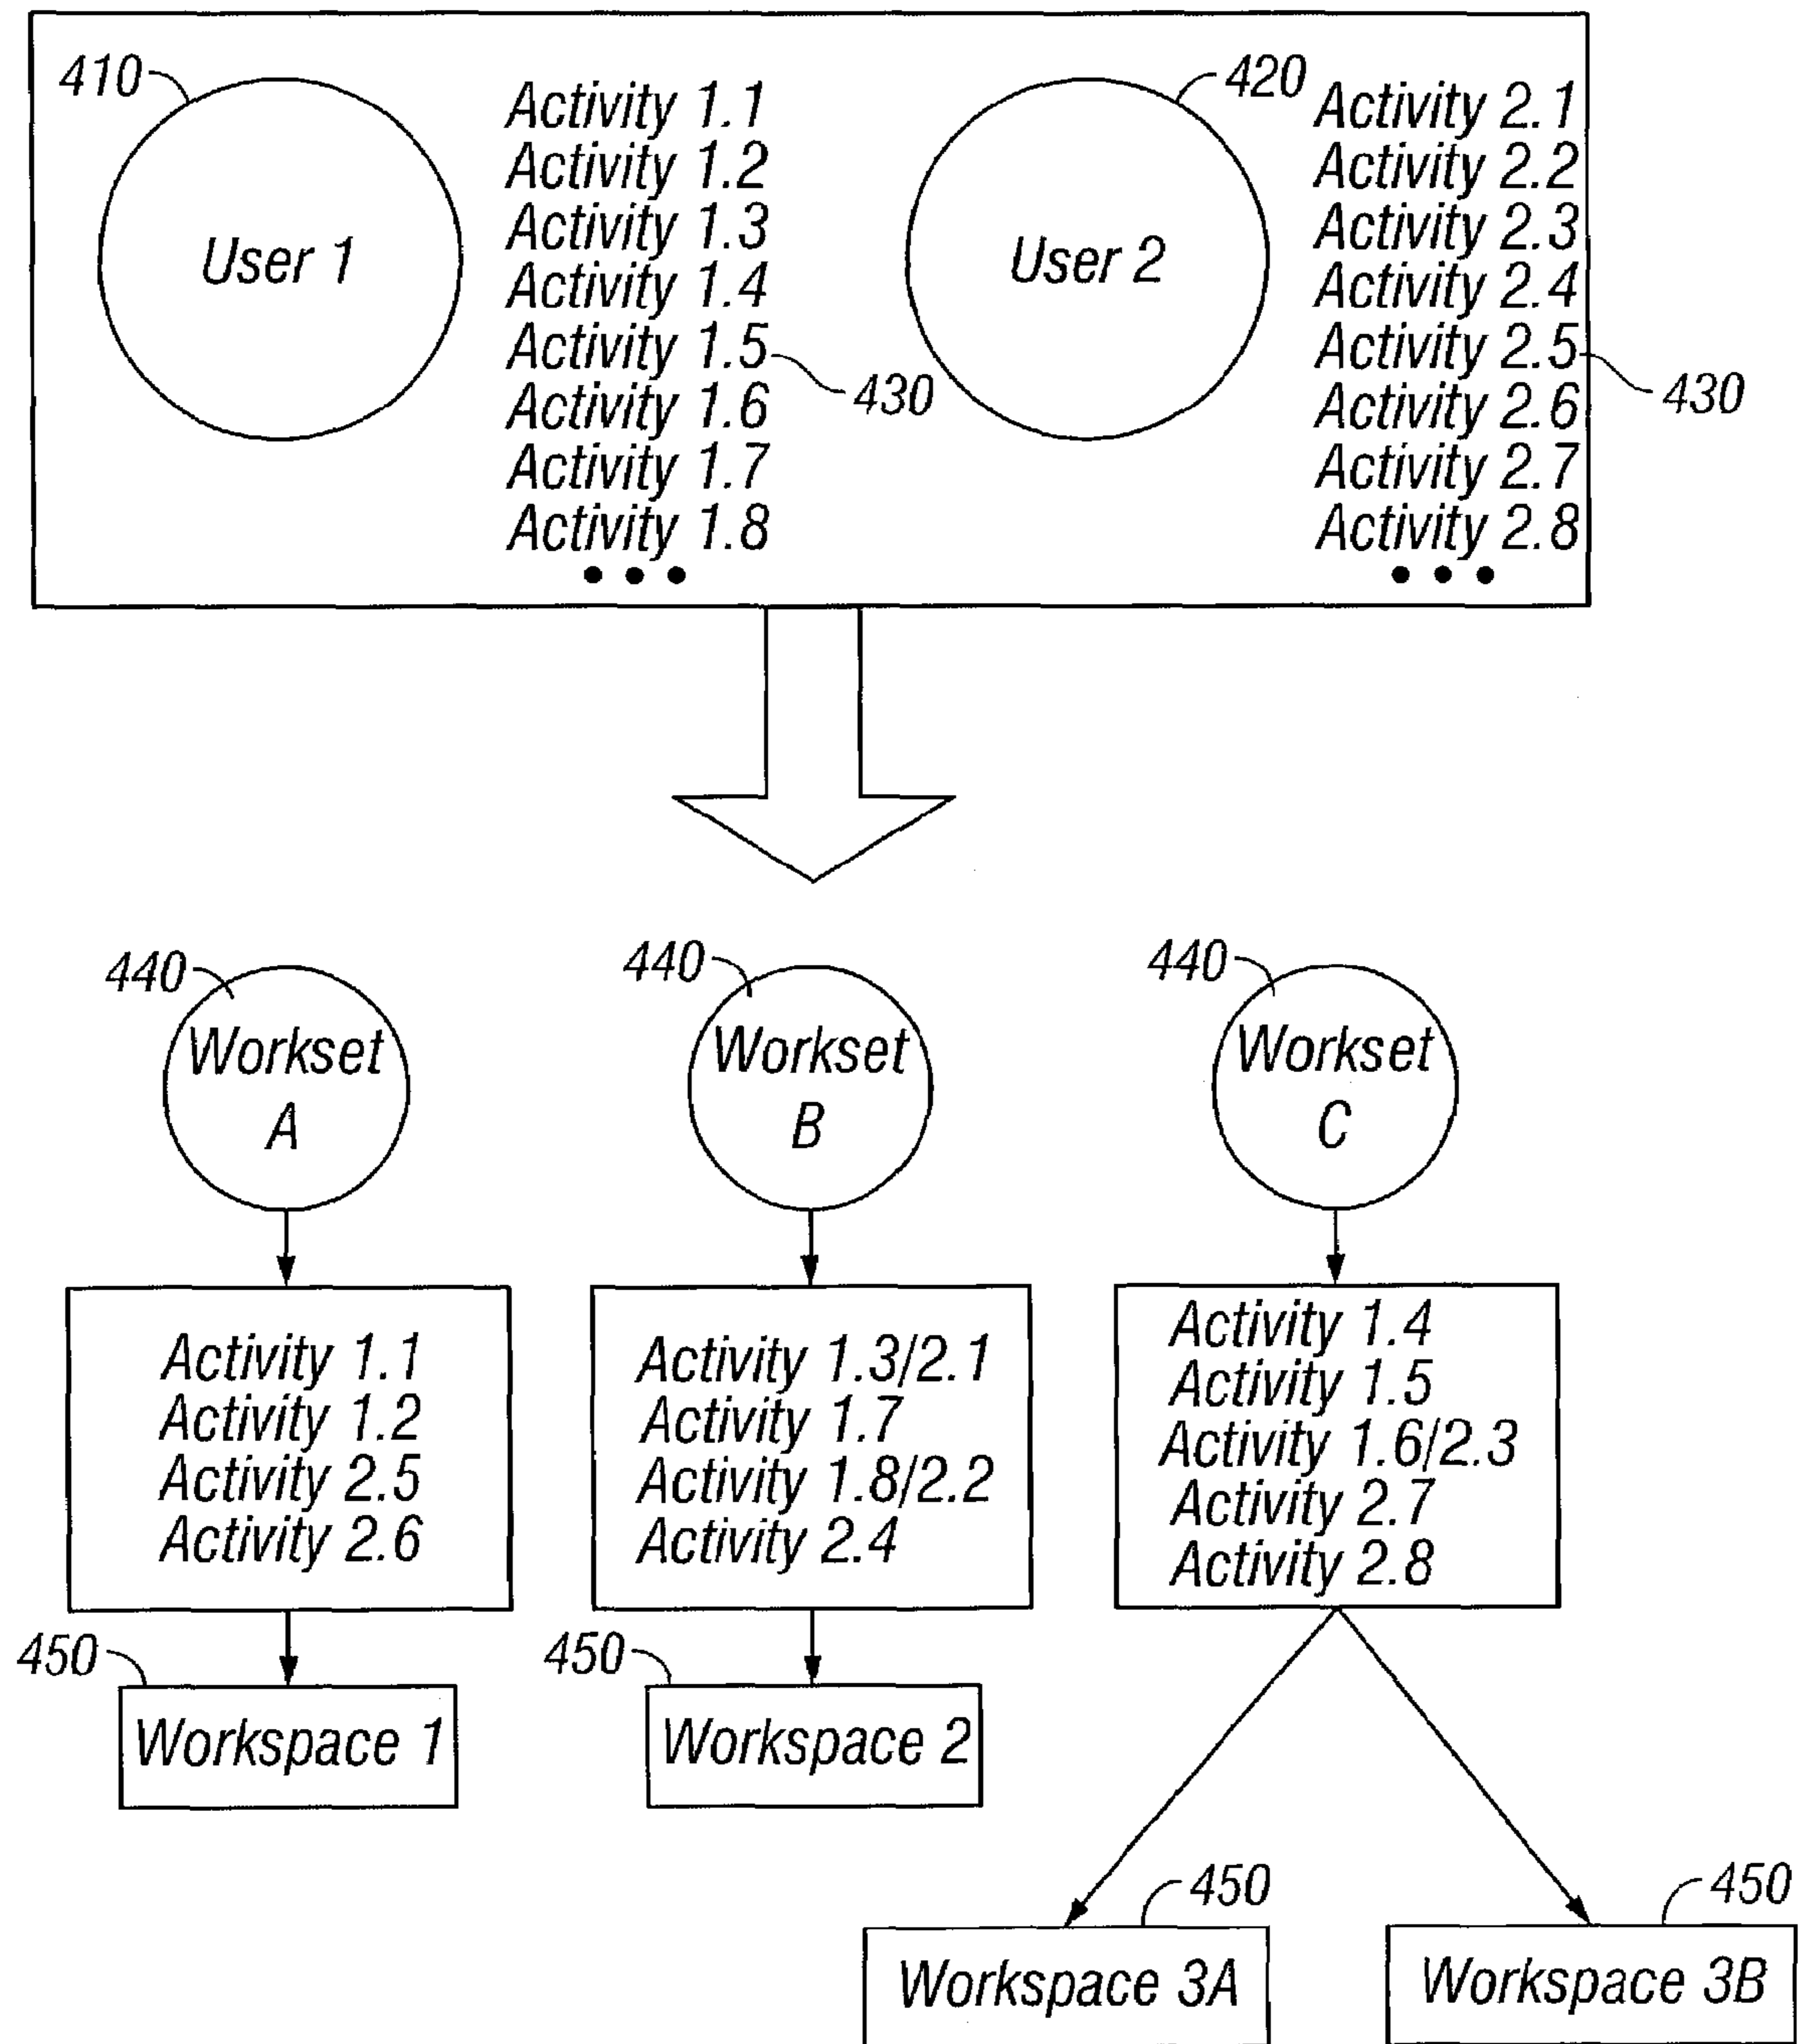 410
User 1
Activity 1.1
Activity 1.2
Activity 1.3
Activity 1.4
Activity 1.5
Activity 1.6
Activity 1.7
Activity 1.8
• • •
430
420
User 2
Activity 2.1
Activity 2.2
Activity 2.3
Activity 2.4
Activity 2.5
Activity 2.6
Activity 2.7
Activity 2.8
• • •
430
440
Workset
A
Activity 1.1
Activity 1.2
Activity 2.5
Activity 2.6
450
Workspace 1
440
Workset
B
Activity 1.3/2.1
Activity 1.7
Activity 1.8/2.2
Activity 2.4
450
Workspace 2
440
Workset
C
Activity 1.4
Activity 1.5
Activity 1.6/2.3
Activity 2.7
Activity 2.8
450
Workspace 3A
450
Workspace 3B